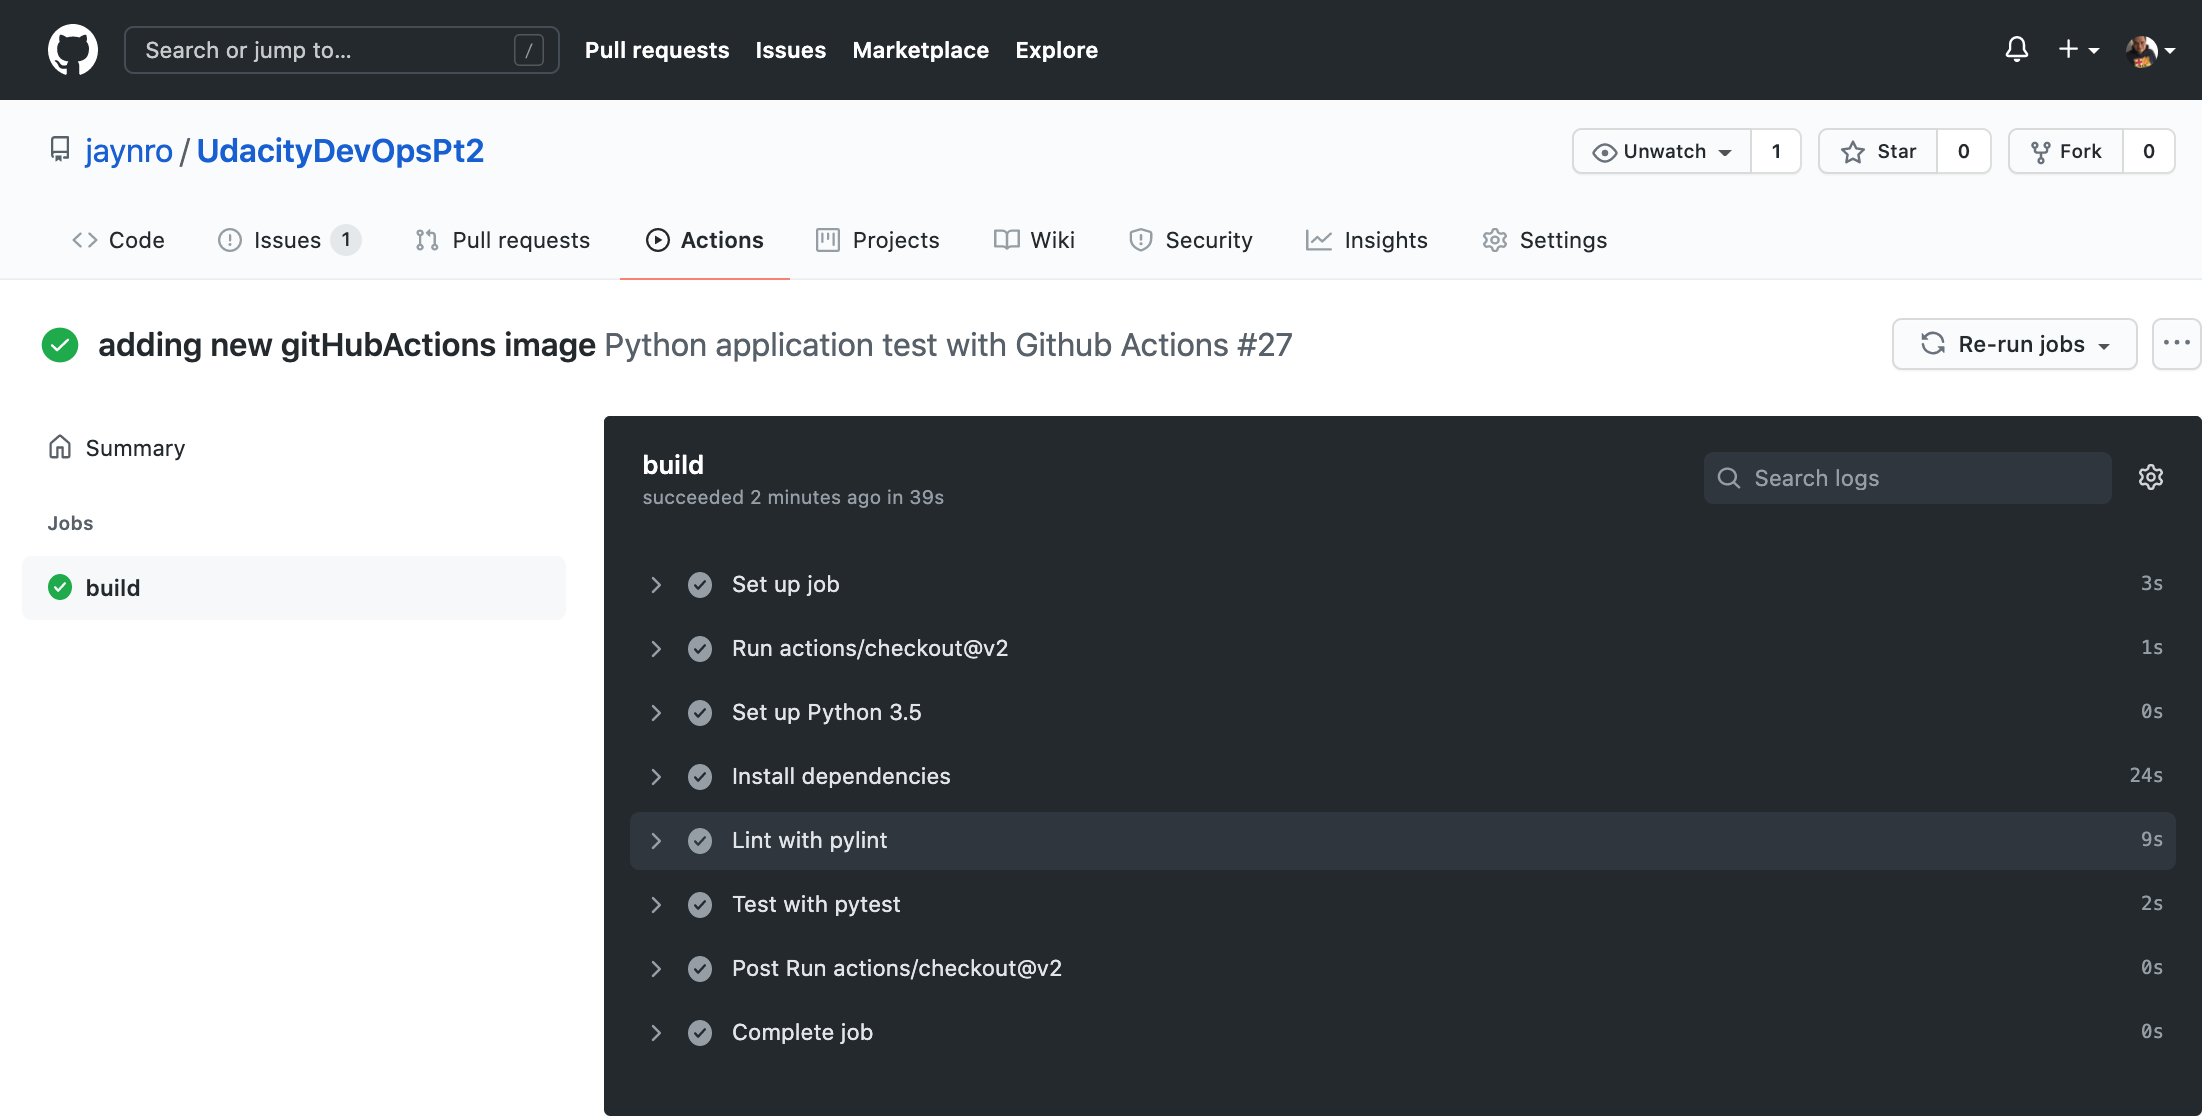 Search or jump to... /
Pull requests Issues Marketplace Explore
jaynro / UdacityDevOpsPt2
Unwatch 1 Star 0 Fork 0
Code Issues 1 Pull requests Actions Projects Wiki Security Insights Settings
adding new gitHubActions image Python application test with Github Actions #27
Re-run jobs
Summary
Jobs
build
build
succeeded 2 minutes ago in 39s
Search logs
Set up job 3s
Run actions/checkout@v2 1s
Set up Python 3.5 0s
Install dependencies 24s
Lint with pylint 9s
Test with pytest 2s
Post Run actions/checkout@v2 0s
Complete job 0s